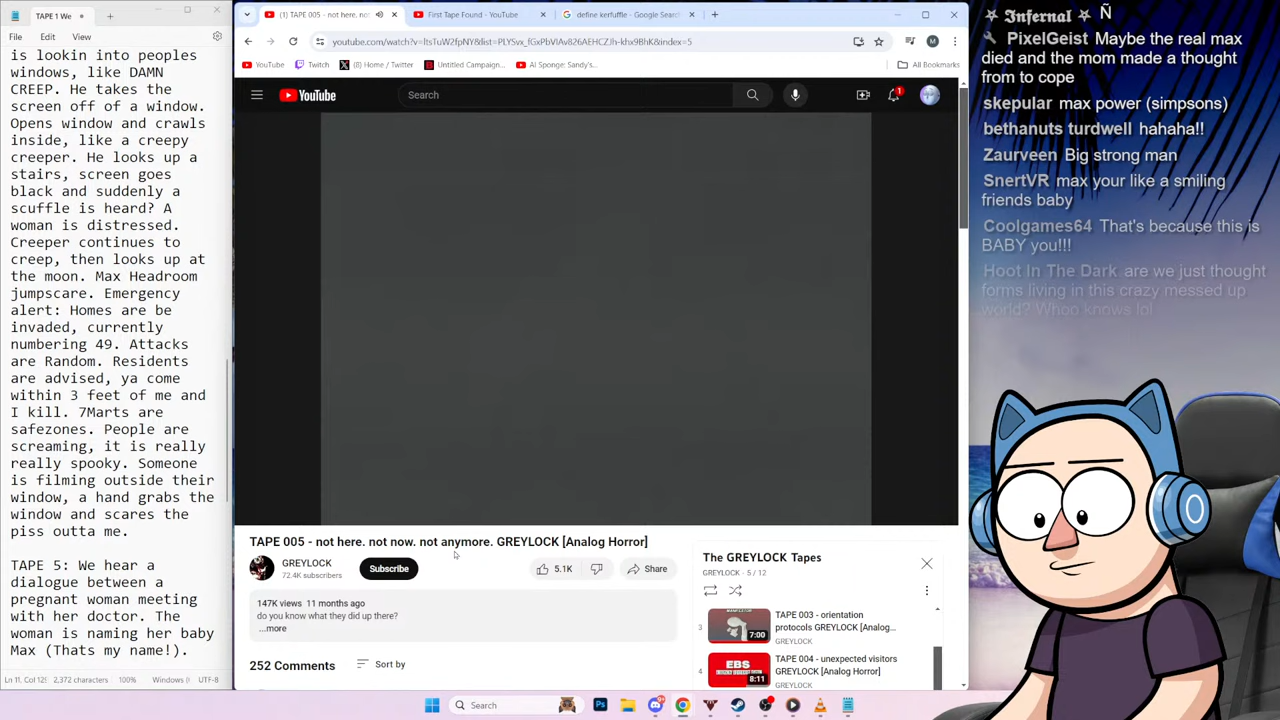 TAPE 1 We
File
Edit
View
is lookin into peoples
windows, like DAMN
CREEP. He takes the
screen off of a window.
Opens window and crawls
inside, like a creepy
creeper. He looks up a
stairs, screen goes
black and suddenly a
scuffle is heard? A
woman is distressed.
Creeper continues to
creep, then looks up at
the moon. Max Headroom
jumpscare. Emergency
alert: Homes are be
invaded, currently
numbering 49. Attacks
are Random. Residents
are advised, ya come
within 3 feet of me and
I kill. 7Marts are
safezones. People are
screaming, it is really
really spooky. Someone
is filming outside their
window, a hand grabs the
window and scares the
piss outta me.
TAPE 5: We hear a
dialogue between a
pregnant woman meeting
with her doctor. The
woman is naming her baby
Max (Thats my name!).
100%
Windows (
UTF-8
(1) TAPE 005 - not here. no
First Tape Found - YouTube
define kerfuffle - Google Search
youtube.com/watch?v=ltsTuW2fpNY&list=PLYSvx_fGxPbVIAv826AEHCZJh-khx9BhK&index=5
YouTube
Twitch
(8) Home / Twitter
Untitled Campaign...
AI Sponge: Sandy's...
All Bookmarks
YouTube
Search
1
TAPE 005 - not here. not now. not anymore. GREYLOCK [Analog Horror]
GREYLOCK
72.4K subscribers
Subscribe
5.1K
Share
147K views 11 months ago
do you know what they did up there?
...more
252 Comments
Sort by
The GREYLOCK Tapes
GREYLOCK - 5 / 12
3
7:00
TAPE 003 - orientation
protocols GREYLOCK [Analog...
GREYLOCK
4
EBS
8:11
TAPE 004 - unexpected visitors
GREYLOCK [Analog Horror]
GREYLOCK
Search
Infernal Ñ
PixelGeist Maybe the real max
died and the mom made a thought
from to cope
skepular max power (simpsons)
bethanuts turdwell hahaha!!
Zaurveen Big strong man
SnertVR max your like a smiling
friends baby
Coolgames64 That's because this is
BABY you!!!
Hoot In The Dark are we just thought
forms living in this crazy messed up
world? Whoo knows lol